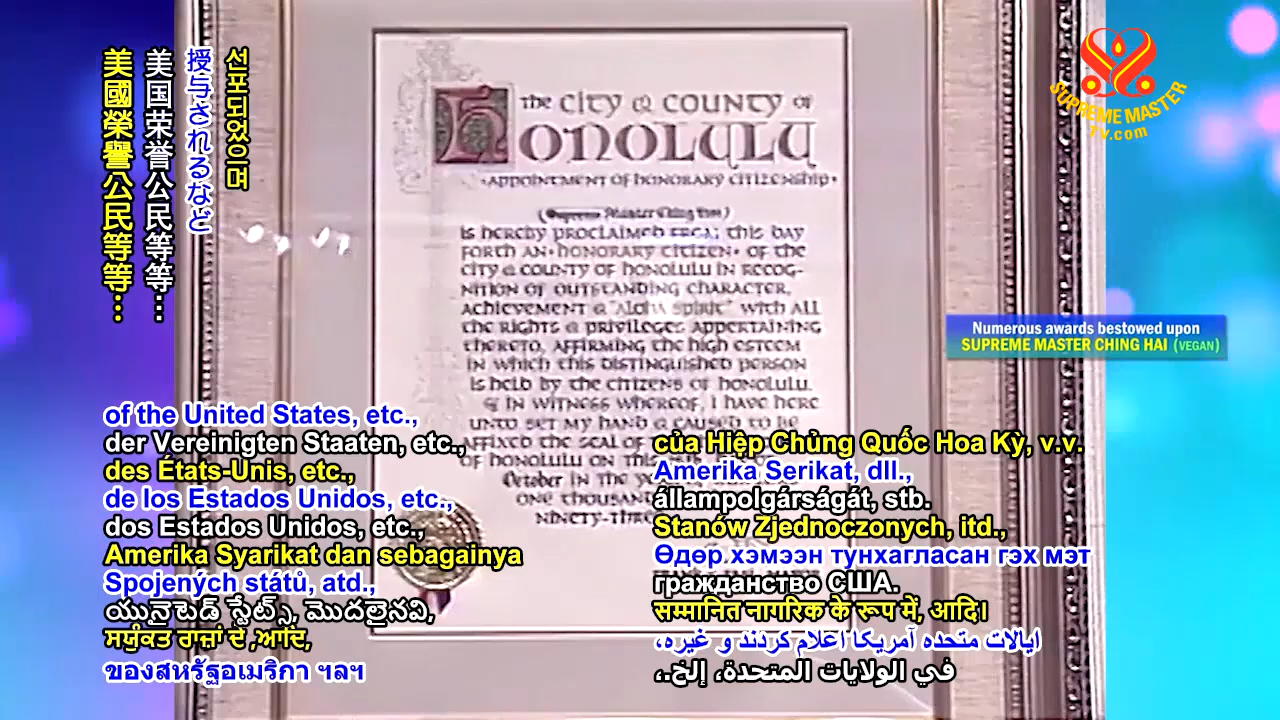 선포되었으며
授与されるなど
美国荣誉公民等等…
美國榮譽公民等等…
SUPREME MASTER
TV.com
THE CITY & COUNTY OF
HONOLULU
•APPOINTMENT OF HONORARY CITIZENSHIP•
(Supreme Master Ching Hai)
IS HEREBY PROCLAIMED FROM THIS DAY
FORTH AN•HONORARY CITIZEN• OF THE
CITY & COUNTY OF HONOLULU IN RECOG-
NITION OF OUTSTANDING CHARACTER,
ACHIEVEMENT & "Aloha Spirit" WITH ALL
THE RIGHTS & PRIVILEGES APPERTAINING
THERETO, AFFIRMING THE HIGH ESTEEM
IN WHICH THIS DISTINGUISHED PERSON
IS HELD BY THE CITIZENS OF HONOLULU.
& IN WITNESS WHEREOF, I HAVE HERE
UNTO SET MY HAND & CAUSED TO BE
AFFIXED THE SEAL OF
OF HONOLULU ON THIS
October IN THE
ONE THOUSAN
NINETY-THR
Numerous awards bestowed upon
SUPREME MASTER CHING HAI (VEGAN)
of the United States, etc.,
der Vereinigten Staaten, etc.,
des États-Unis, etc.,
de los Estados Unidos, etc.,
dos Estados Unidos, etc.,
Amerika Syarikat dan sebagainya
Spojených států, atd.,
యునైటెడ్ స్టేట్స్, మొదలైనవి,
ਸਯੁੰਕਤ ਰਾਜਾਂ ਦੇ ,ਆਦਿ,
ของสหรัฐอเมริกา ฯลฯ
của Hiệp Chủng Quốc Hoa Kỳ, v.v.
Amerika Serikat, dll.,
állampolgárságát, stb.
Stanów Zjednoczonych, itd.,
Өдөр хэмээн тунхагласан гэх мэт
гражданство США.
सम्मानित नागरिक के रूप में, आदि।
ایالات متحده آمریکا اعلام کردند و غیره،
في الولايات المتحدة، إلخ.،